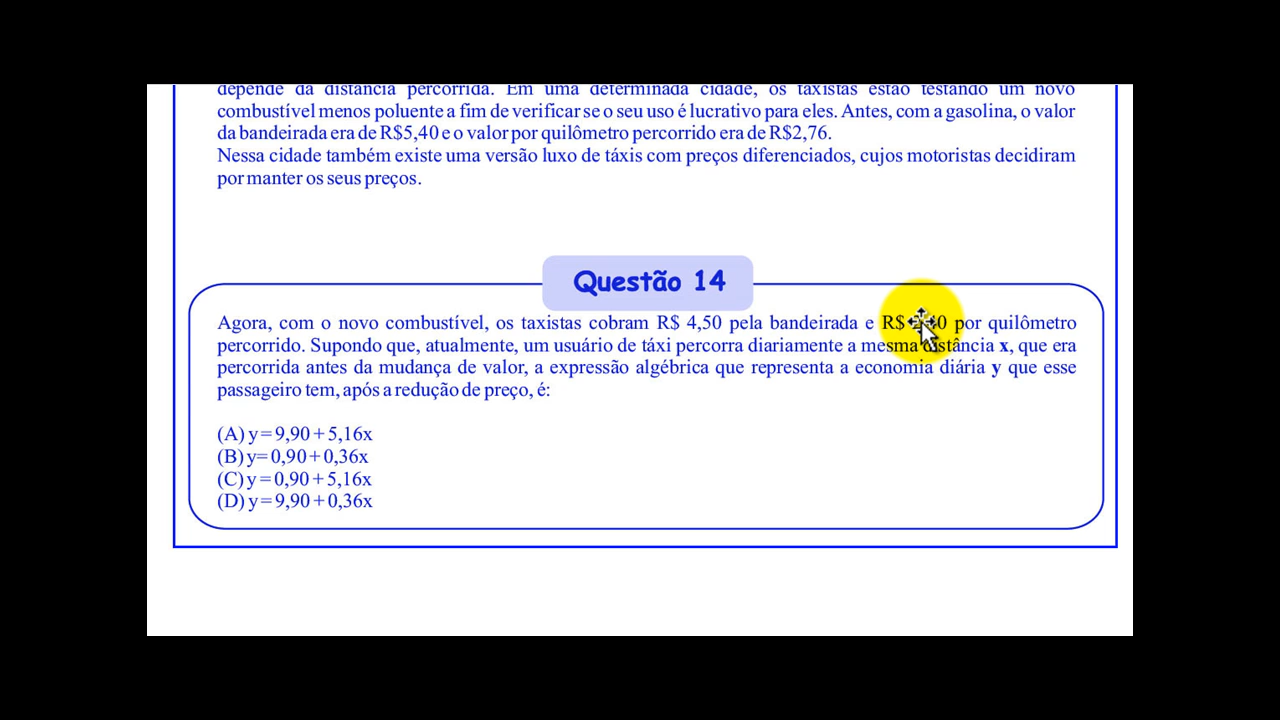 depende da distância percorrida. Em uma determinada cidade, os taxistas estão testando um novo
combustível menos poluente a fim de verificar se o seu uso é lucrativo para eles. Antes, com a gasolina, o valor
da bandeirada era de R$5,40 e o valor por quilômetro percorrido era de R$2,76.
Nessa cidade também existe uma versão luxo de táxis com preços diferenciados, cujos motoristas decidiram
por manter os seus preços.
Questão 14
Agora, com o novo combustível, os taxistas cobram R$ 4,50 pela bandeirada e R$ por quilômetro
percorrido. Supondo que, atualmente, um usuário de táxi percorra diariamente a mesma distância x, que era
percorrida antes da mudança de valor, a expressão algébrica que representa a economia diária y que esse
passageiro tem, após a redução de preço, é:
(A) y = 9,90 + 5,16x
(B) y= 0,90 + 0,36x
(C) y = 0,90 + 5,16x
(D) y = 9,90 + 0,36x